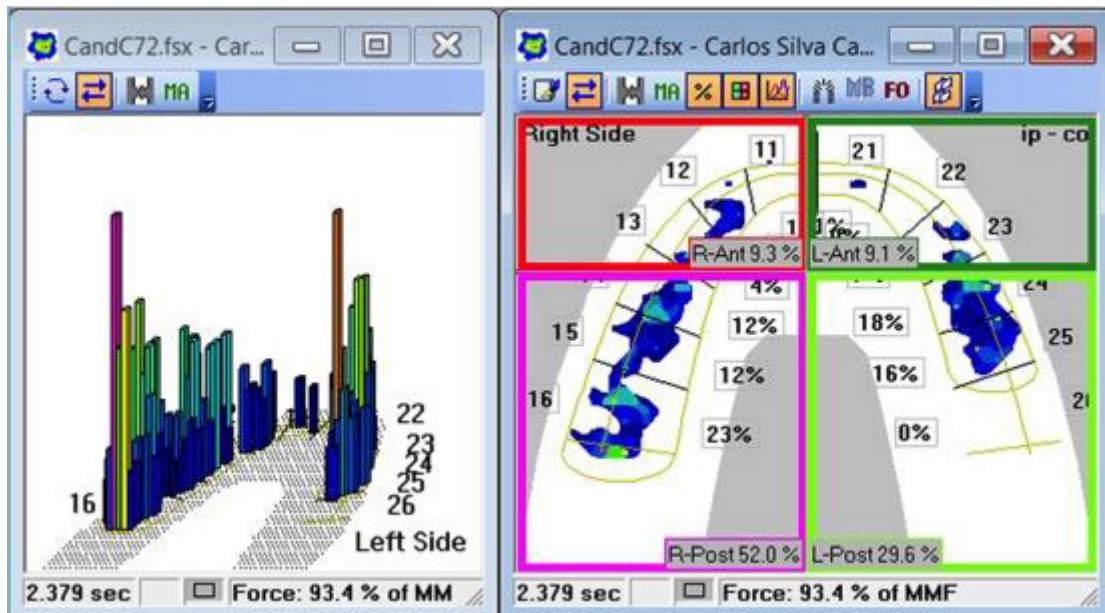 CandC72.fsx - Car...
MA
16
22
23
24
25
26
Left Side
2.379 sec
Force: 93.4 % of MM
CandC72.fsx - Carlos Silva Ca...
MA % MB FO
Right Side
ip - co
11
21
12
22
13
23
R-Ant 9.3 %
L-Ant 9.1 %
4%
24
15
12%
18%
25
12%
16%
16
23%
0%
R-Post 52.0 %
L-Post 29.6 %
2.379 sec
Force: 93.4 % of MMF